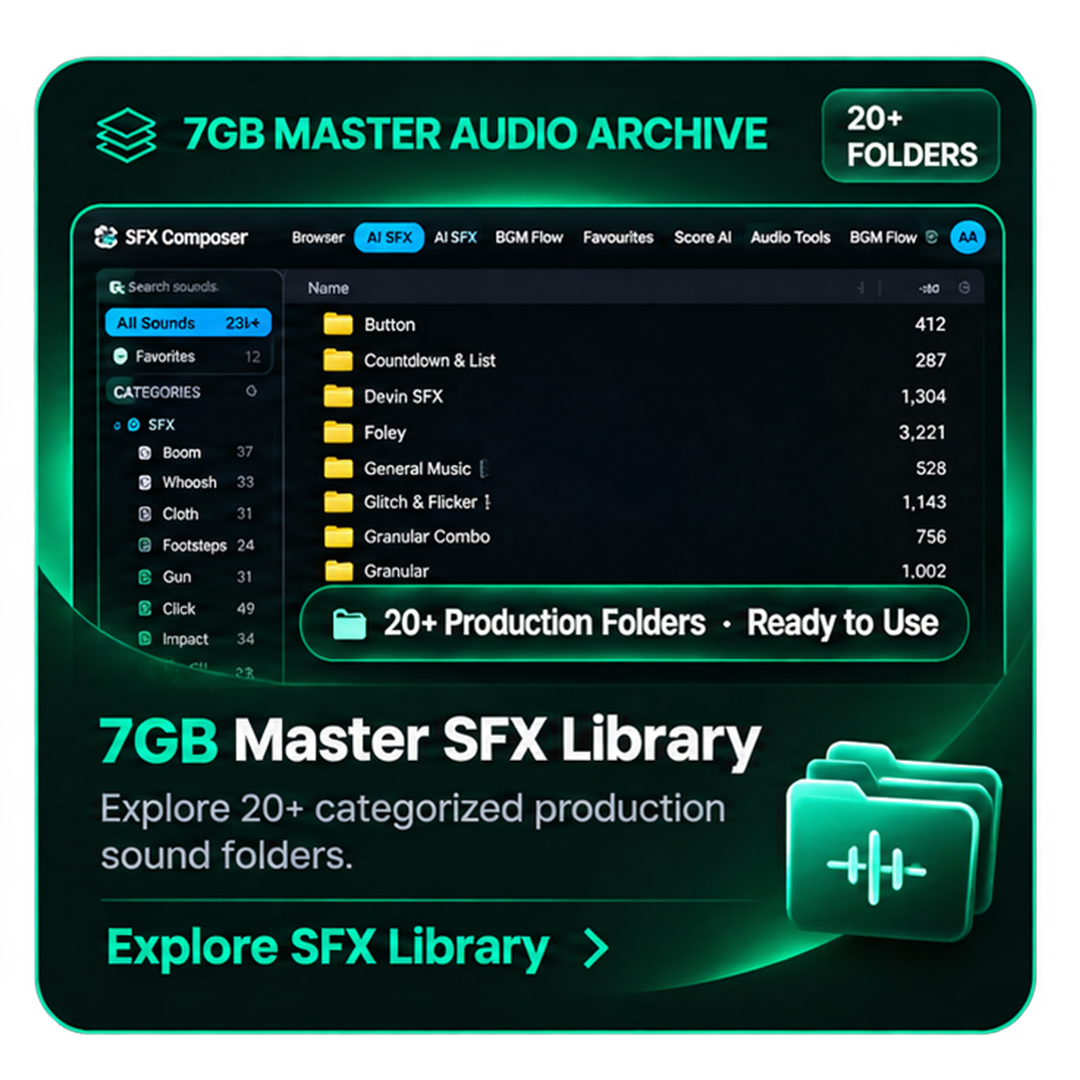 7GB MASTER AUDIO ARCHIVE
20+
FOLDERS
SFX Composer
Browser
AI SFX
AI SFX
BGM Flow
Favourites
Score AI
Audio Tools
BGM Flow
AA
Search sounds.
All Sounds
Favorites 12
CATEGORIES
SFX
Boom 37
Whoosh 33
Cloth 31
Footsteps 24
Gun 31
Click 49
Impact 34
Name
Button 412
Countdown & List 287
Devin SFX 1,304
Foley 3,221
General Music 528
Glitch & Flicker 1,143
Granular Combo 756
Granular 1,002
20+ Production Folders · Ready to Use
7GB Master SFX Library
Explore 20+ categorized production
sound folders.
Explore SFX Library